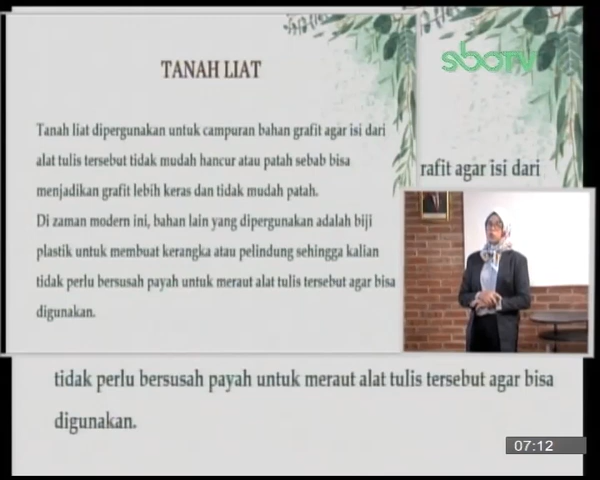 TANAH LIAT
sboTV
Tanah liat dipergunakan untuk campuran bahan grafit agar isi dari
alat tulis tersebut tidak mudah hancur atau patah sebab bisa
menjadikan grafit lebih keras dan tidak mudah patah.
Di zaman modern ini, bahan lain yang dipergunakan adalah biji
plastik untuk membuat kerangka atau pelindung sehingga kalian
tidak perlu bersusah payah untuk meraut alat tulis tersebut agar bisa
digunakan.
rafit agar isi dari
tidak perlu bersusah payah untuk meraut alat tulis tersebut agar bisa
digunakan.
07:12